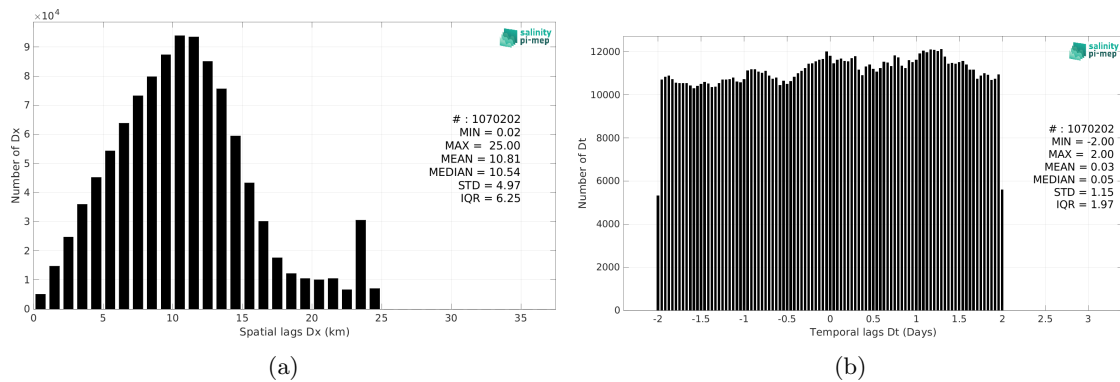 ×10⁴
9
8
7
6
5
4
3
2
1
0
Number of Dx
0 5 10 15 20 25 30 35
Spatial lags Dx (km)
salinity
pi-mep
# : 1070202
MIN = 0.02
MAX = 25.00
MEAN = 10.81
MEDIAN = 10.54
STD = 4.97
IQR = 6.25
(a)
12000
10000
8000
6000
4000
2000
0
Number of Dt
-2 -1.5 -1 -0.5 0 0.5 1 1.5 2 2.5 3
Temporal lags Dt (Days)
salinity
pi-mep
# : 1070202
MIN = -2.00
MAX = 2.00
MEAN = 0.03
MEDIAN = 0.05
STD = 1.15
IQR = 1.97
(b)